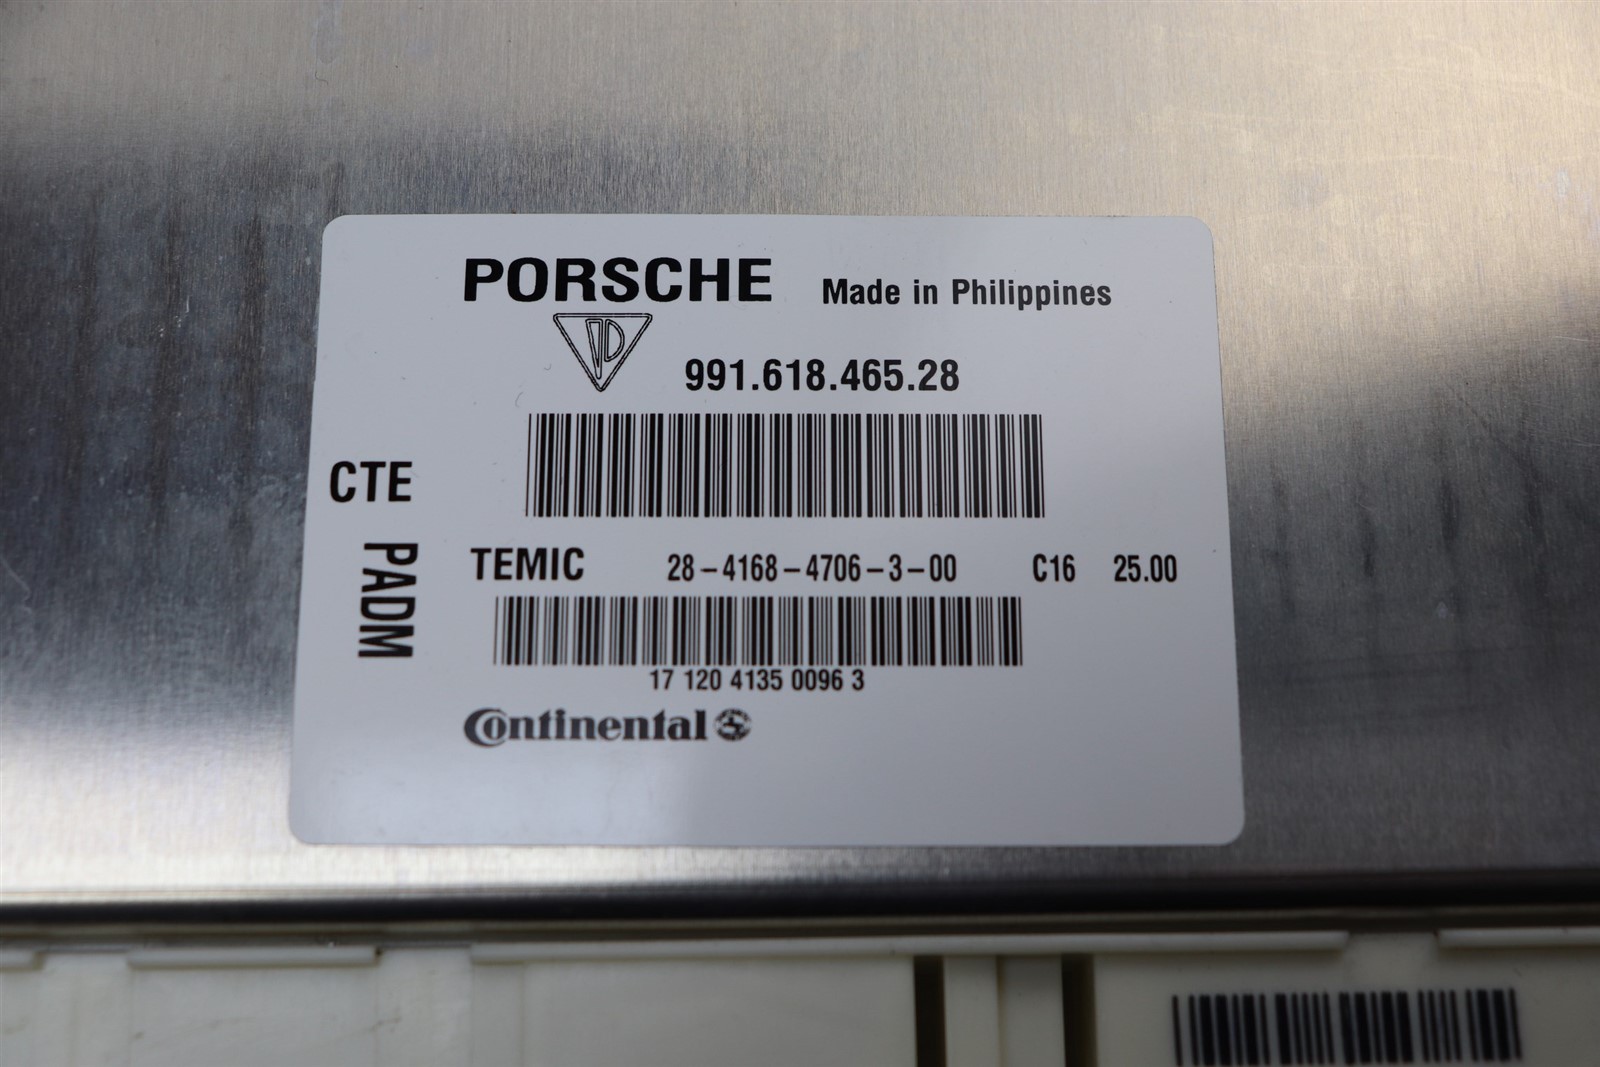 PORSCHE Made in Philippines
991.618.465.28
CTE
PADM
TEMIC 28-4168-4706-3-00 C16 25.00
17 120 4135 0096 3
Continental